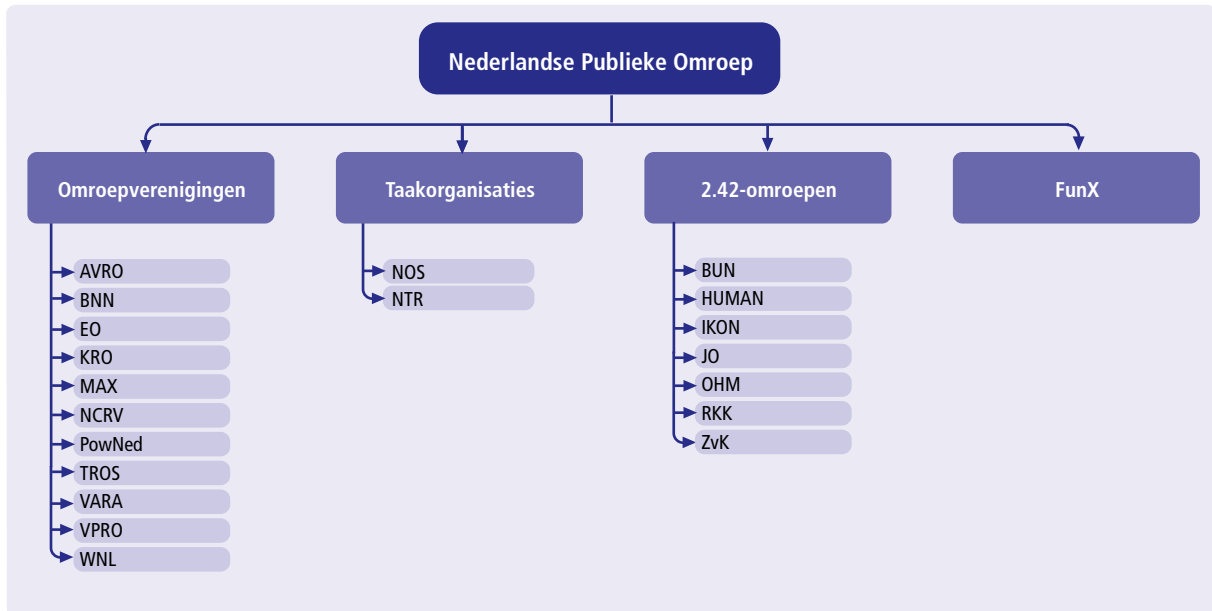 Nederlandse Publieke Omroep
Omroepverenigingen
Taakorganisaties
2.42-omroepen
FunX
AVRO
BNN
EO
KRO
MAX
NCRV
PowNed
TROS
VARA
VPRO
WNL
NOS
NTR
BUN
HUMAN
IKON
JO
OHM
RKK
ZvK